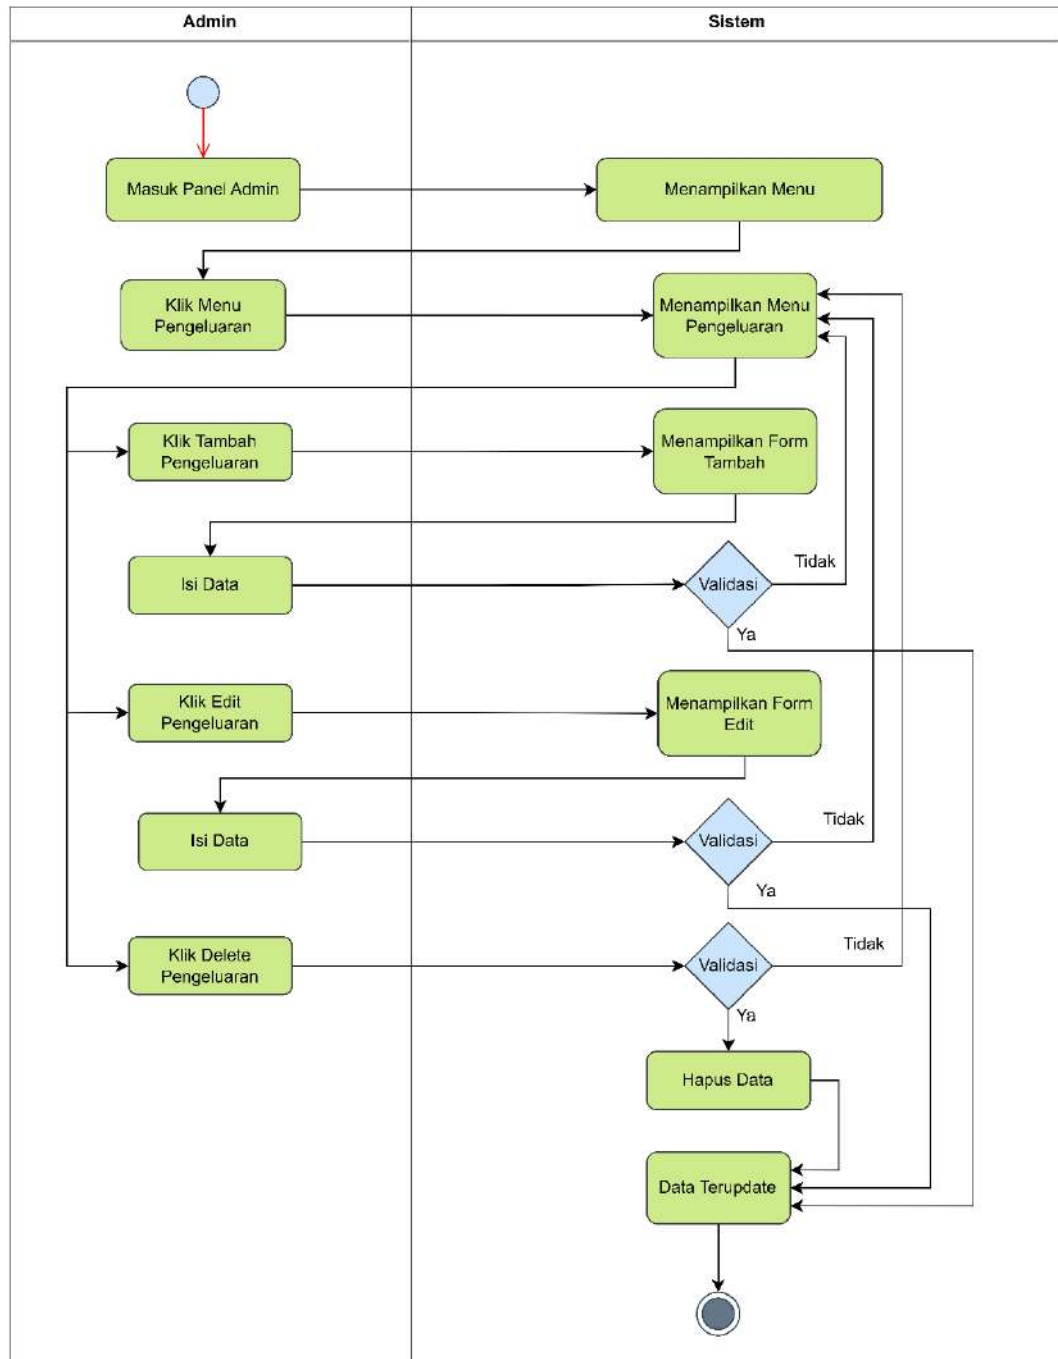 Admin
Sistem
Masuk Panel Admin
Menampilkan Menu
Klik Menu
Pengeluaran
Menampilkan Menu
Pengeluaran
Klik Tambah
Pengeluaran
Menampilkan Form
Tambah
Isi Data
Validasi
Tidak
Ya
Klik Edit
Pengeluaran
Menampilkan Form
Edit
Isi Data
Validasi
Tidak
Ya
Klik Delete
Pengeluaran
Validasi
Tidak
Ya
Hapus Data
Data Terupdate